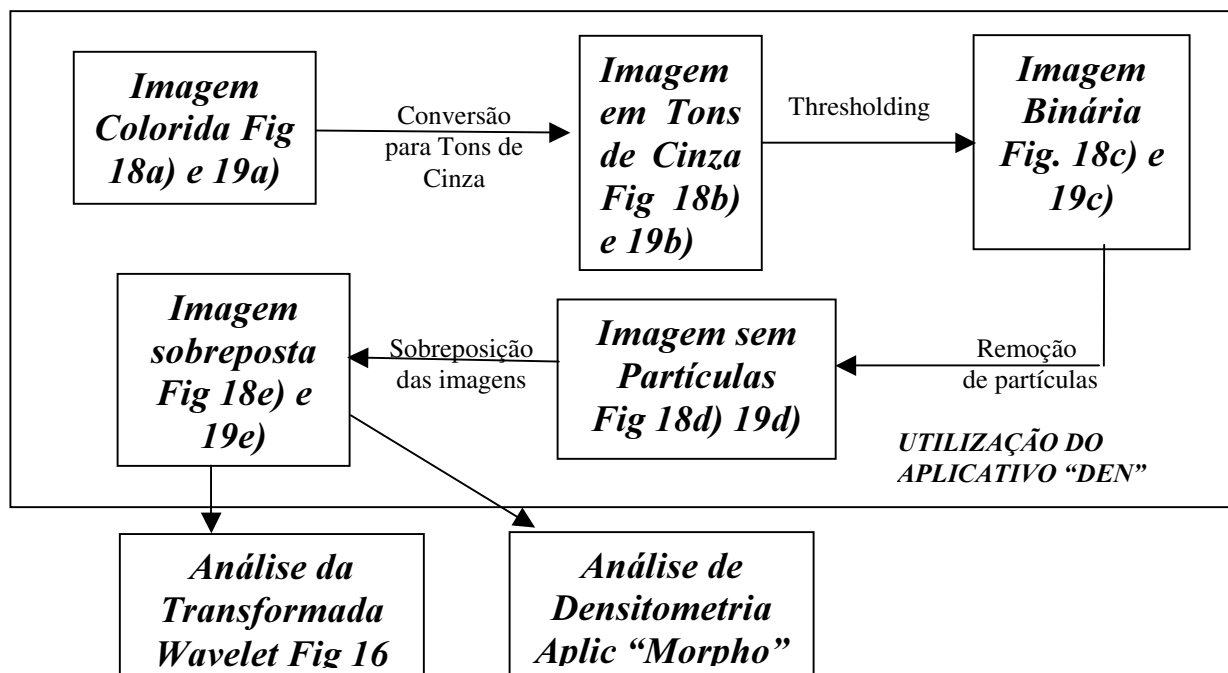 Imagem
Colorida Fig
18a) e 19a)
Conversão
para Tons de
Cinza
Imagem
em Tons
de Cinza
Fig 18b)
e 19b)
Thresholding
Imagem
Binária
Fig. 18c) e
19c)
Imagem
sobreposta
Fig 18e) e
19e)
Sobreposição
das imagens
Imagem sem
Partículas
Fig 18d) 19d)
Remoção
de partículas
UTILIZAÇÃO DO
APLICATIVO “DEN”
Análise da
Transformada
Wavelet Fig 16
Análise de
Densitometria
Aplic “Morpho”